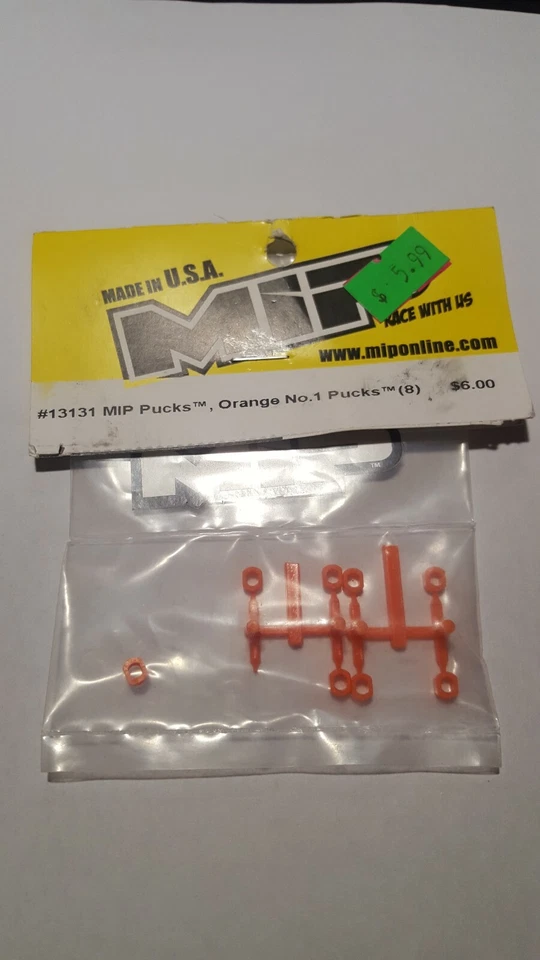 MADE IN U.S.A.
MIP
$ 5.99
RACE WITH US
www.miponline.com
#13131 MIP Pucks™, Orange No.1 Pucks™(8) $6.00
™